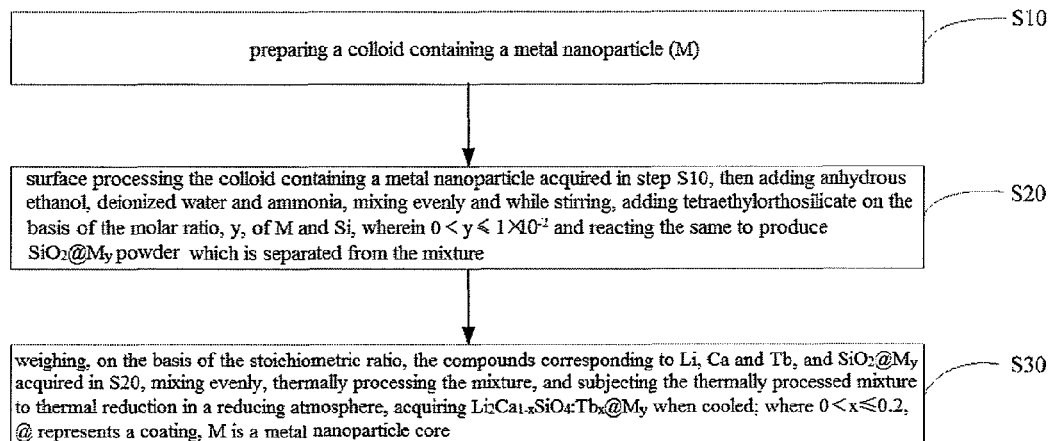 preparing a colloid containing a metal nanoparticle (M)
S10
surface processing the colloid containing a metal nanoparticle acquired in step S10, then adding anhydrous
ethanol, deionized water and ammonia, mixing evenly and while stirring, adding tetraethylorthosilicate on the
basis of the molar ratio, y, of M and Si, wherein 0＜y≤1×10⁻² and reacting the same to produce
SiO₂@My powder which is separated from the mixture
S20
weighing, on the basis of the stoichiometric ratio, the compounds corresponding to Li, Ca and Tb, and SiO₂@My
acquired in S20, mixing evenly, thermally processing the mixture, and subjecting the thermally processed mixture
to thermal reduction in a reducing atmosphere, acquiring Li₂Ca₁₋ₓSiO₄:Tbₓ@My when cooled; where 0＜x≤0.2,
@ represents a coating, M is a metal nanoparticle core
S30